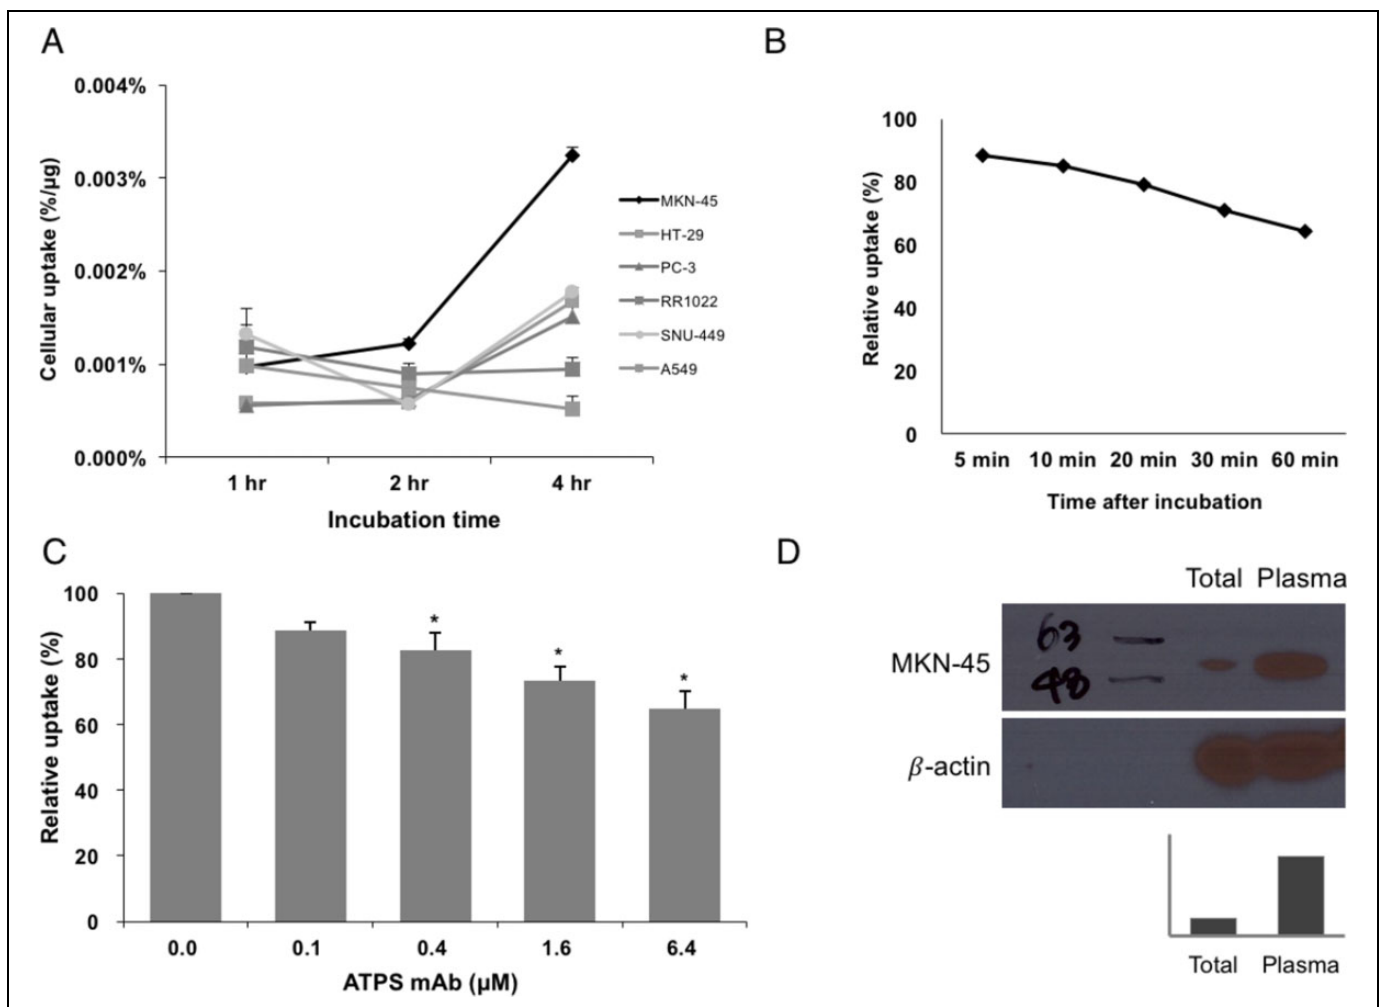 A
0.004%
0.003%
0.002%
0.001%
0.000%
Cellular uptake (%/µg)
1 hr 2 hr 4 hr
Incubation time
MKN-45
HT-29
PC-3
RR1022
SNU-449
A549
B
100
80
60
40
20
0
Relative uptake (%)
5 min 10 min 20 min 30 min 60 min
Time after incubation
C
100
80
60
40
20
0
Relative uptake (%)
* * *
0.0 0.1 0.4 1.6 6.4
ATPS mAb (µM)
D
Total Plasma
63
MKN-45
48
β-actin
Total Plasma